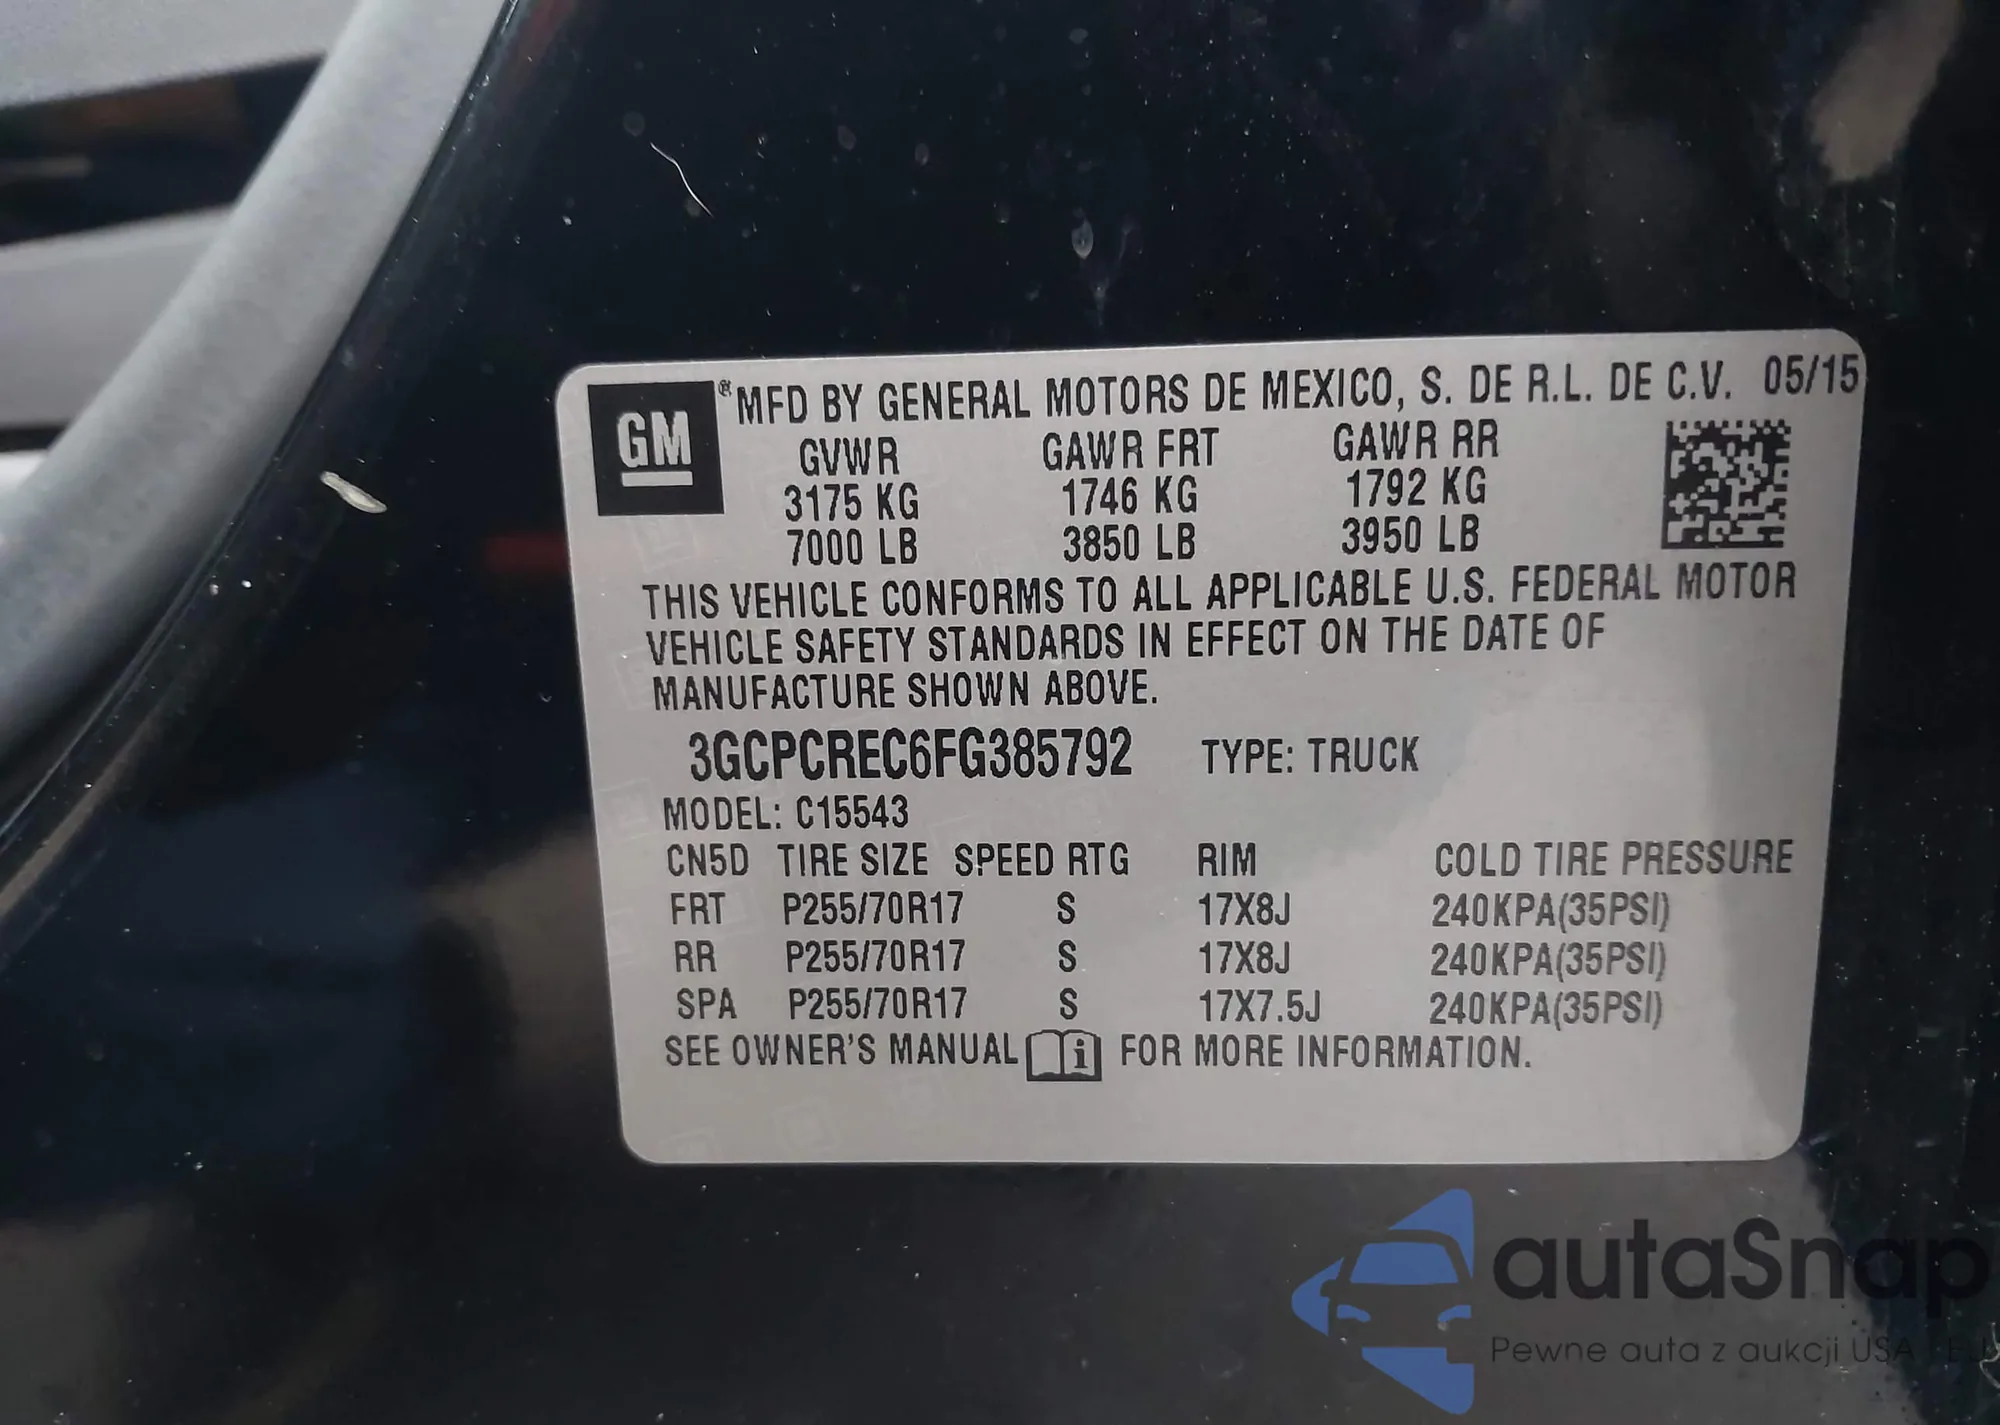 GM ® MFD BY GENERAL MOTORS DE MEXICO, S. DE R.L. DE C.V. 05/15
GVWR GAWR FRT GAWR RR
3175 KG 1746 KG 1792 KG
7000 LB 3850 LB 3950 LB
THIS VEHICLE CONFORMS TO ALL APPLICABLE U.S. FEDERAL MOTOR
VEHICLE SAFETY STANDARDS IN EFFECT ON THE DATE OF
MANUFACTURE SHOWN ABOVE.
3GCPCREC6FG385792 TYPE: TRUCK
MODEL: C15543
CN5D TIRE SIZE SPEED RTG RIM COLD TIRE PRESSURE
FRT P255/70R17 S 17X8J 240KPA(35PSI)
RR P255/70R17 S 17X8J 240KPA(35PSI)
SPA P255/70R17 S 17X7.5J 240KPA(35PSI)
SEE OWNER'S MANUAL i FOR MORE INFORMATION.
autaSnap
Pewne auta z aukcji USA